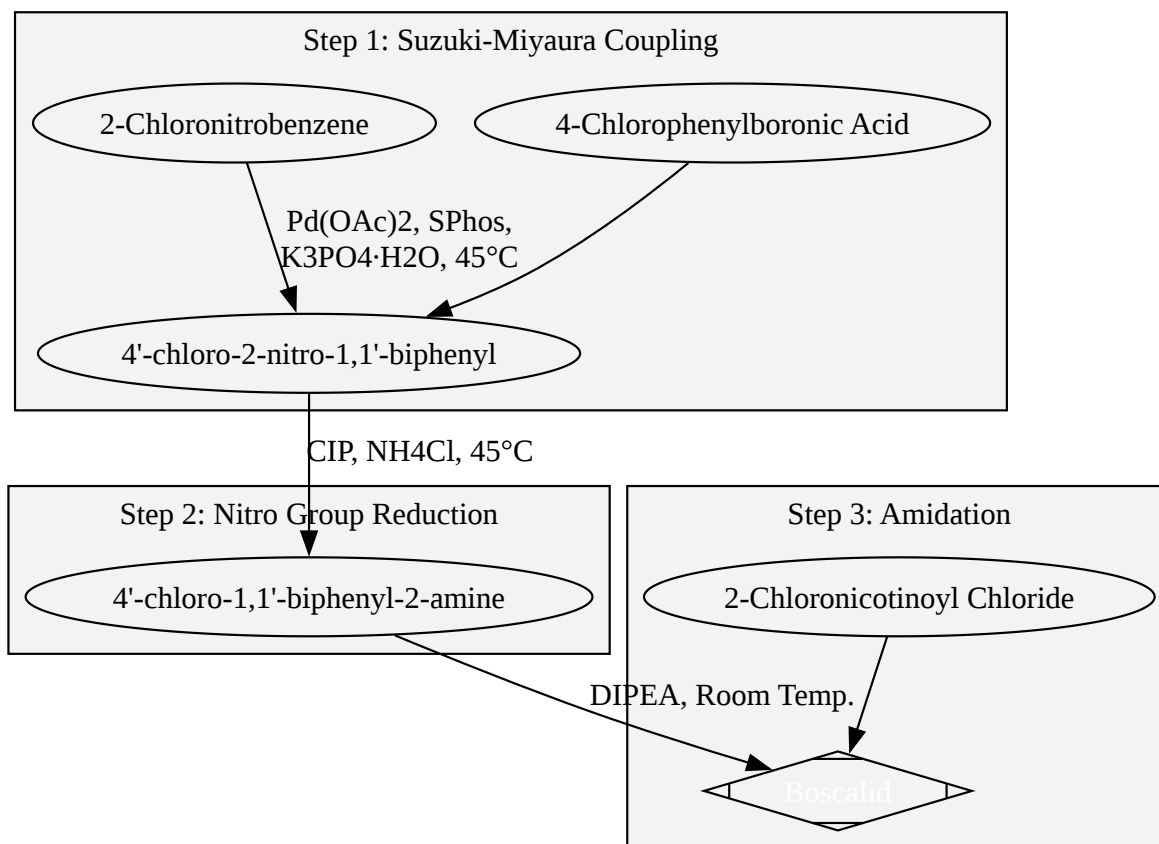 Step 1: Suzuki-Miyaura Coupling
2-Chloronitrobenzene
4-Chlorophenylboronic Acid
Pd(OAc)2, SPhos,
K3PO4·H2O, 45°C
4'-chloro-2-nitro-1,1'-biphenyl
CIP, NH4Cl, 45°C
Step 2: Nitro Group Reduction
Step 3: Amidation
4'-chloro-1,1'-biphenyl-2-amine
2-Chloronicotinoyl Chloride
DIPEA, Room Temp.
Boscalid